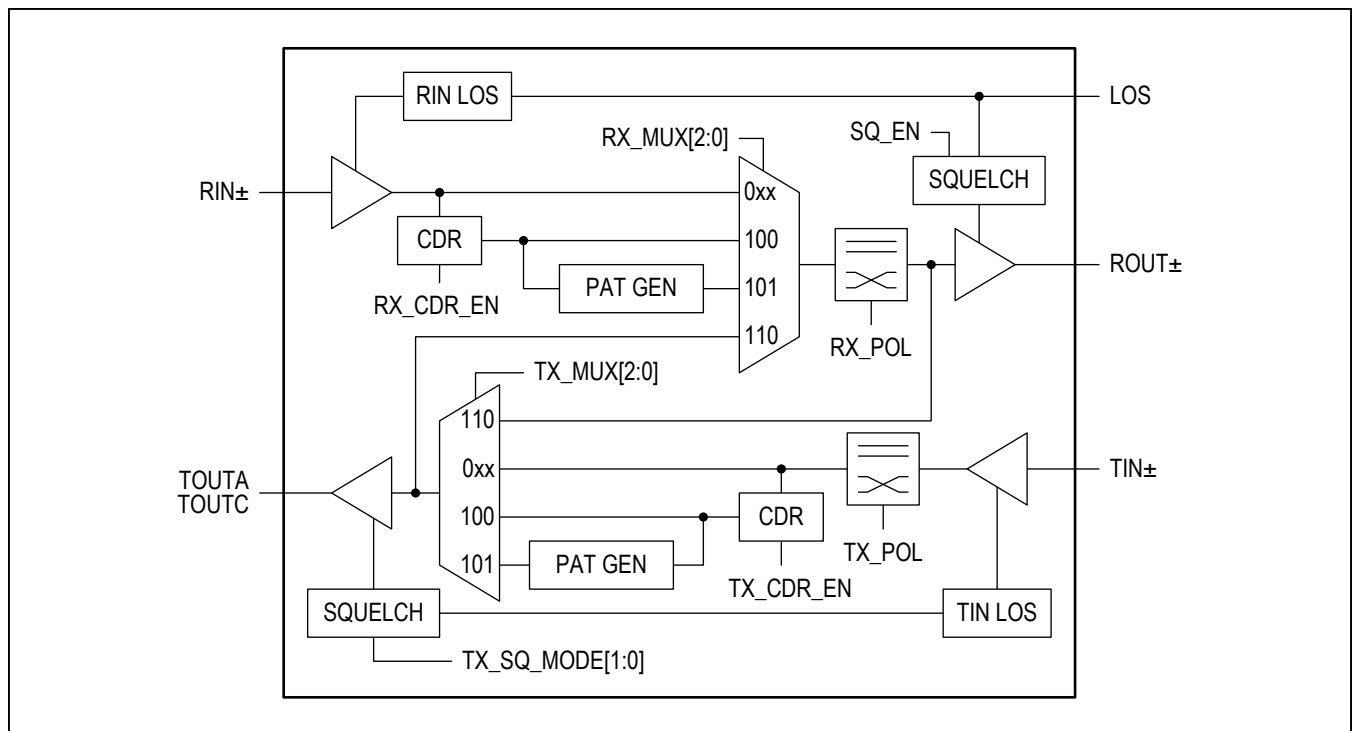 RIN LOS
LOS
RX_MUX[2:0]
SQ_EN
RIN±
0xx
SQUELCH
CDR
100
ROUT±
PAT GEN
101
RX_CDR_EN
110
RX_POL
TX_MUX[2:0]
110
TOUTA
TOUTC
0xx
TIN±
100
CDR
101
PAT GEN
TX_POL
TX_CDR_EN
SQUELCH
TIN LOS
TX_SQ_MODE[1:0]